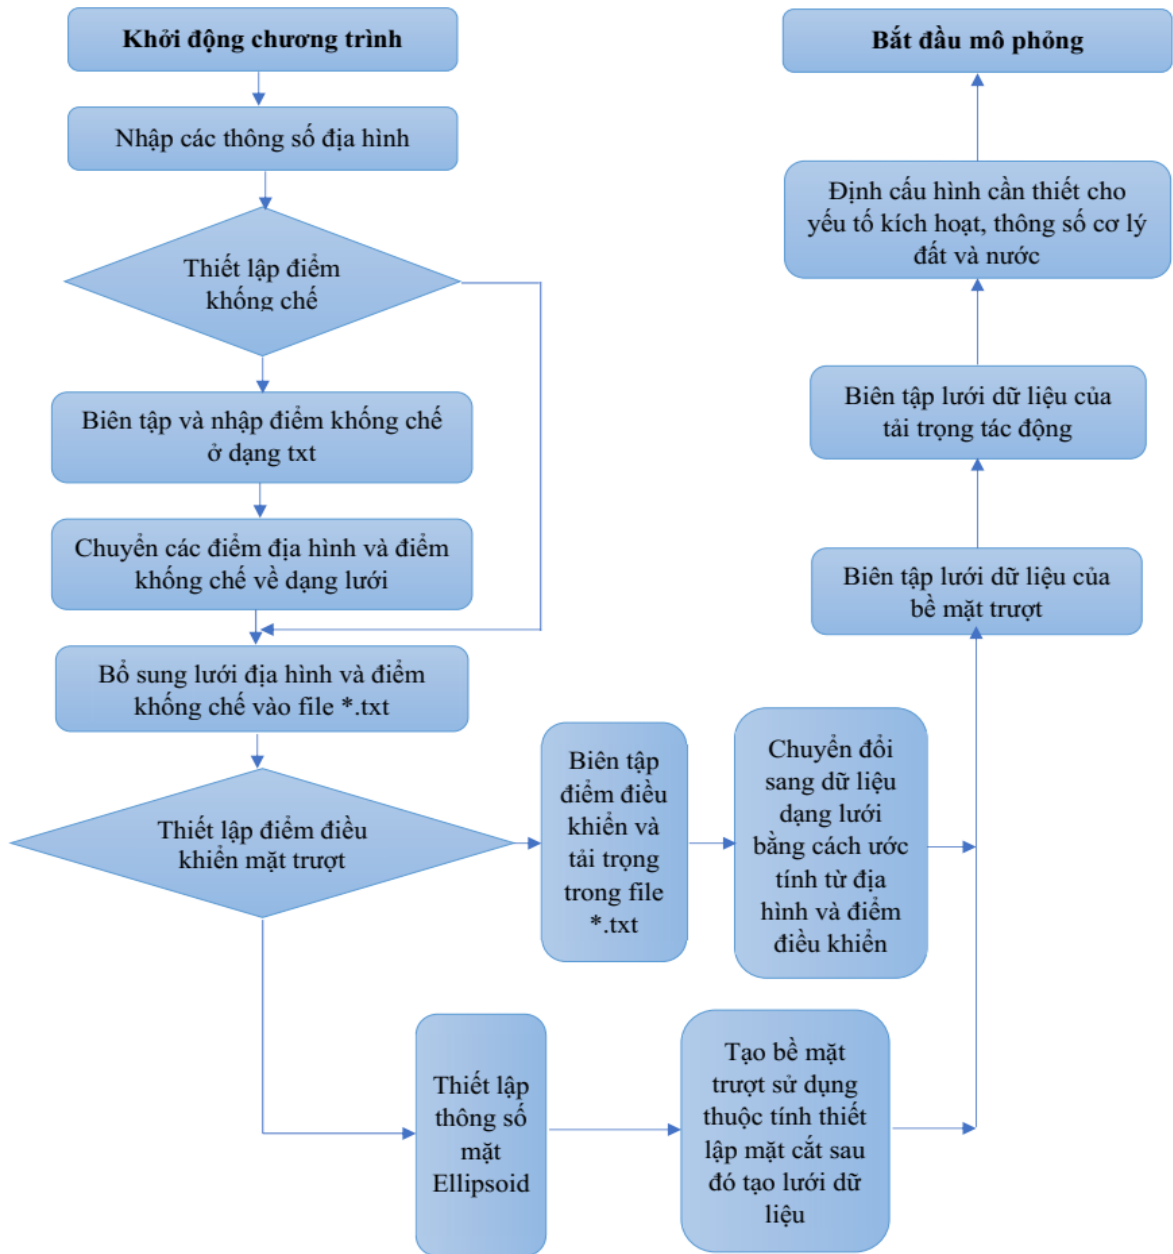 Khởi động chương trình
Nhập các thông số địa hình
Thiết lập điểm
khống chế
Biên tập và nhập điểm khống chế
ở dạng txt
Chuyển các điểm địa hình và điểm
khống chế về dạng lưới
Bổ sung lưới địa hình và điểm
khống chế vào file *.txt
Thiết lập điểm điều
khiển mặt trượt
Biên tập
điểm điều
khiển và
tải trọng
trong file
*.txt
Chuyển đổi
sang dữ liệu
dạng lưới
bằng cách ước
tính từ địa
hình và điểm
điều khiển
Thiết lập
thông số
mặt
Ellipsoid
Tạo bề mặt
trượt sử dụng
thuộc tính thiết
lập mặt cắt sau
đó tạo lưới dữ
liệu
Biên tập lưới dữ liệu của
bề mặt trượt
Biên tập lưới dữ liệu của
tải trọng tác động
Định cấu hình cần thiết cho
yếu tố kích hoạt, thông số cơ lý
đất và nước
Bắt đầu mô phỏng